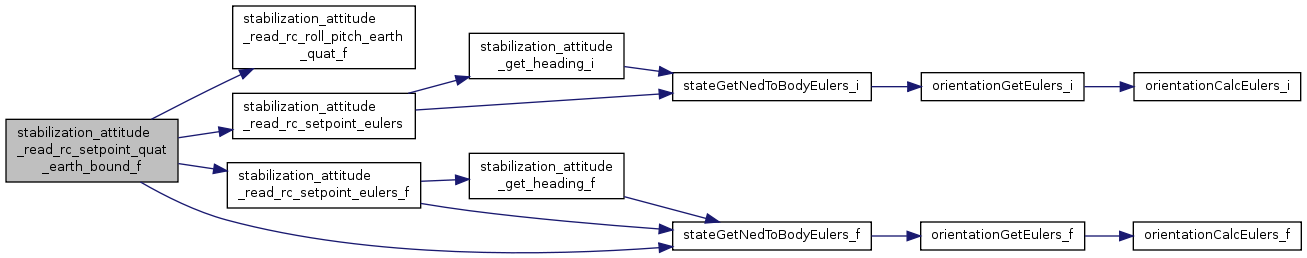 stabilization_attitude
_read_rc_setpoint_quat
_earth_bound_f
stabilization_attitude
_read_rc_roll_pitch_earth
_quat_f
stabilization_attitude
_read_rc_setpoint_eulers
stabilization_attitude
_read_rc_setpoint_eulers_f
stabilization_attitude
_get_heading_i
stabilization_attitude
_get_heading_f
stateGetNedToBodyEulers_i
stateGetNedToBodyEulers_f
orientationGetEulers_i
orientationGetEulers_f
orientationCalcEulers_i
orientationCalcEulers_f